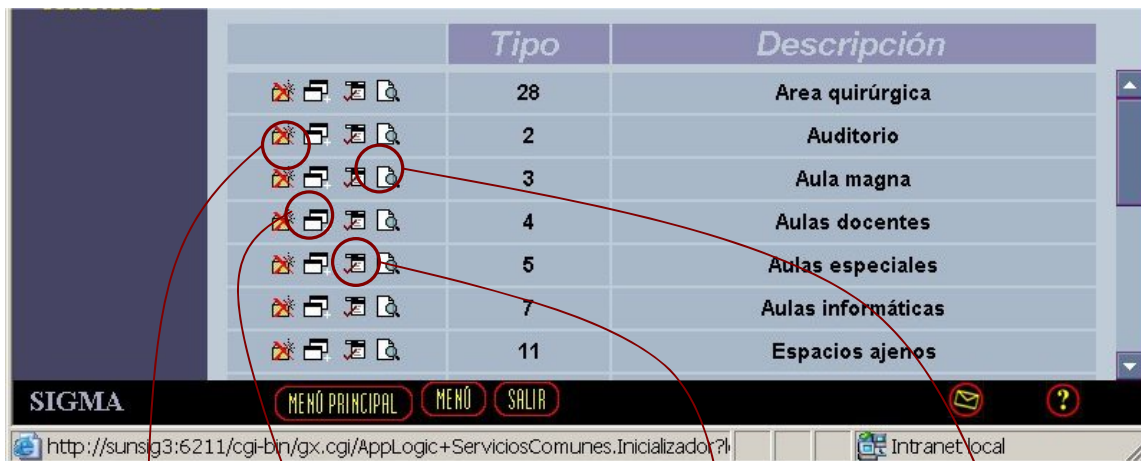 Tipo Descripción
28 Area quirúrgica
2 Auditorio
3 Aula magna
4 Aulas docentes
5 Aulas especiales
7 Aulas informáticas
11 Espacios ajenos
SIGMA MENÚ PRINCIPAL MENÚ SALIR ?
http://sunsig3:6211/cgi-bin/gx.cgi/AppLogic+ServiciosComunes.Inicializador? Intranet local